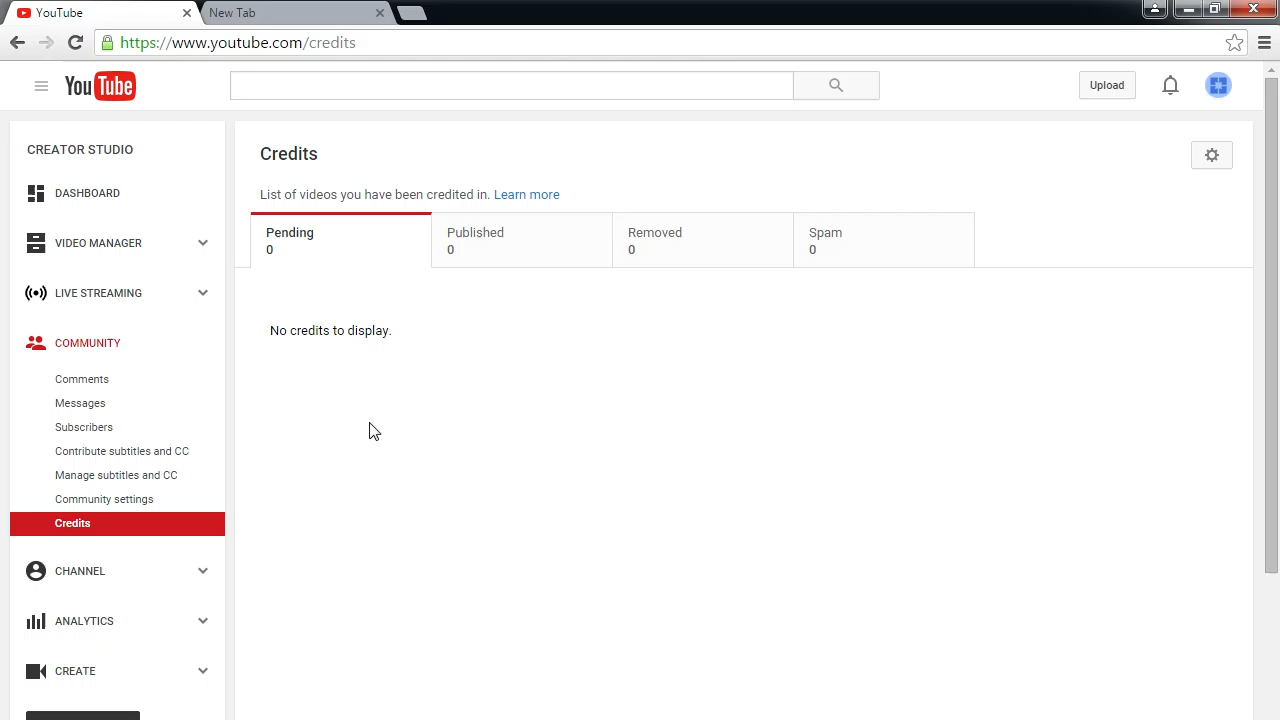 YouTube
New Tab
https://www.youtube.com/credits
YouTube
Upload
CREATOR STUDIO
DASHBOARD
VIDEO MANAGER
LIVE STREAMING
COMMUNITY
Comments
Messages
Subscribers
Contribute subtitles and CC
Manage subtitles and CC
Community settings
Credits
CHANNEL
ANALYTICS
CREATE
Credits
List of videos you have been credited in. Learn more
Pending
0
Published
0
Removed
0
Spam
0
No credits to display.